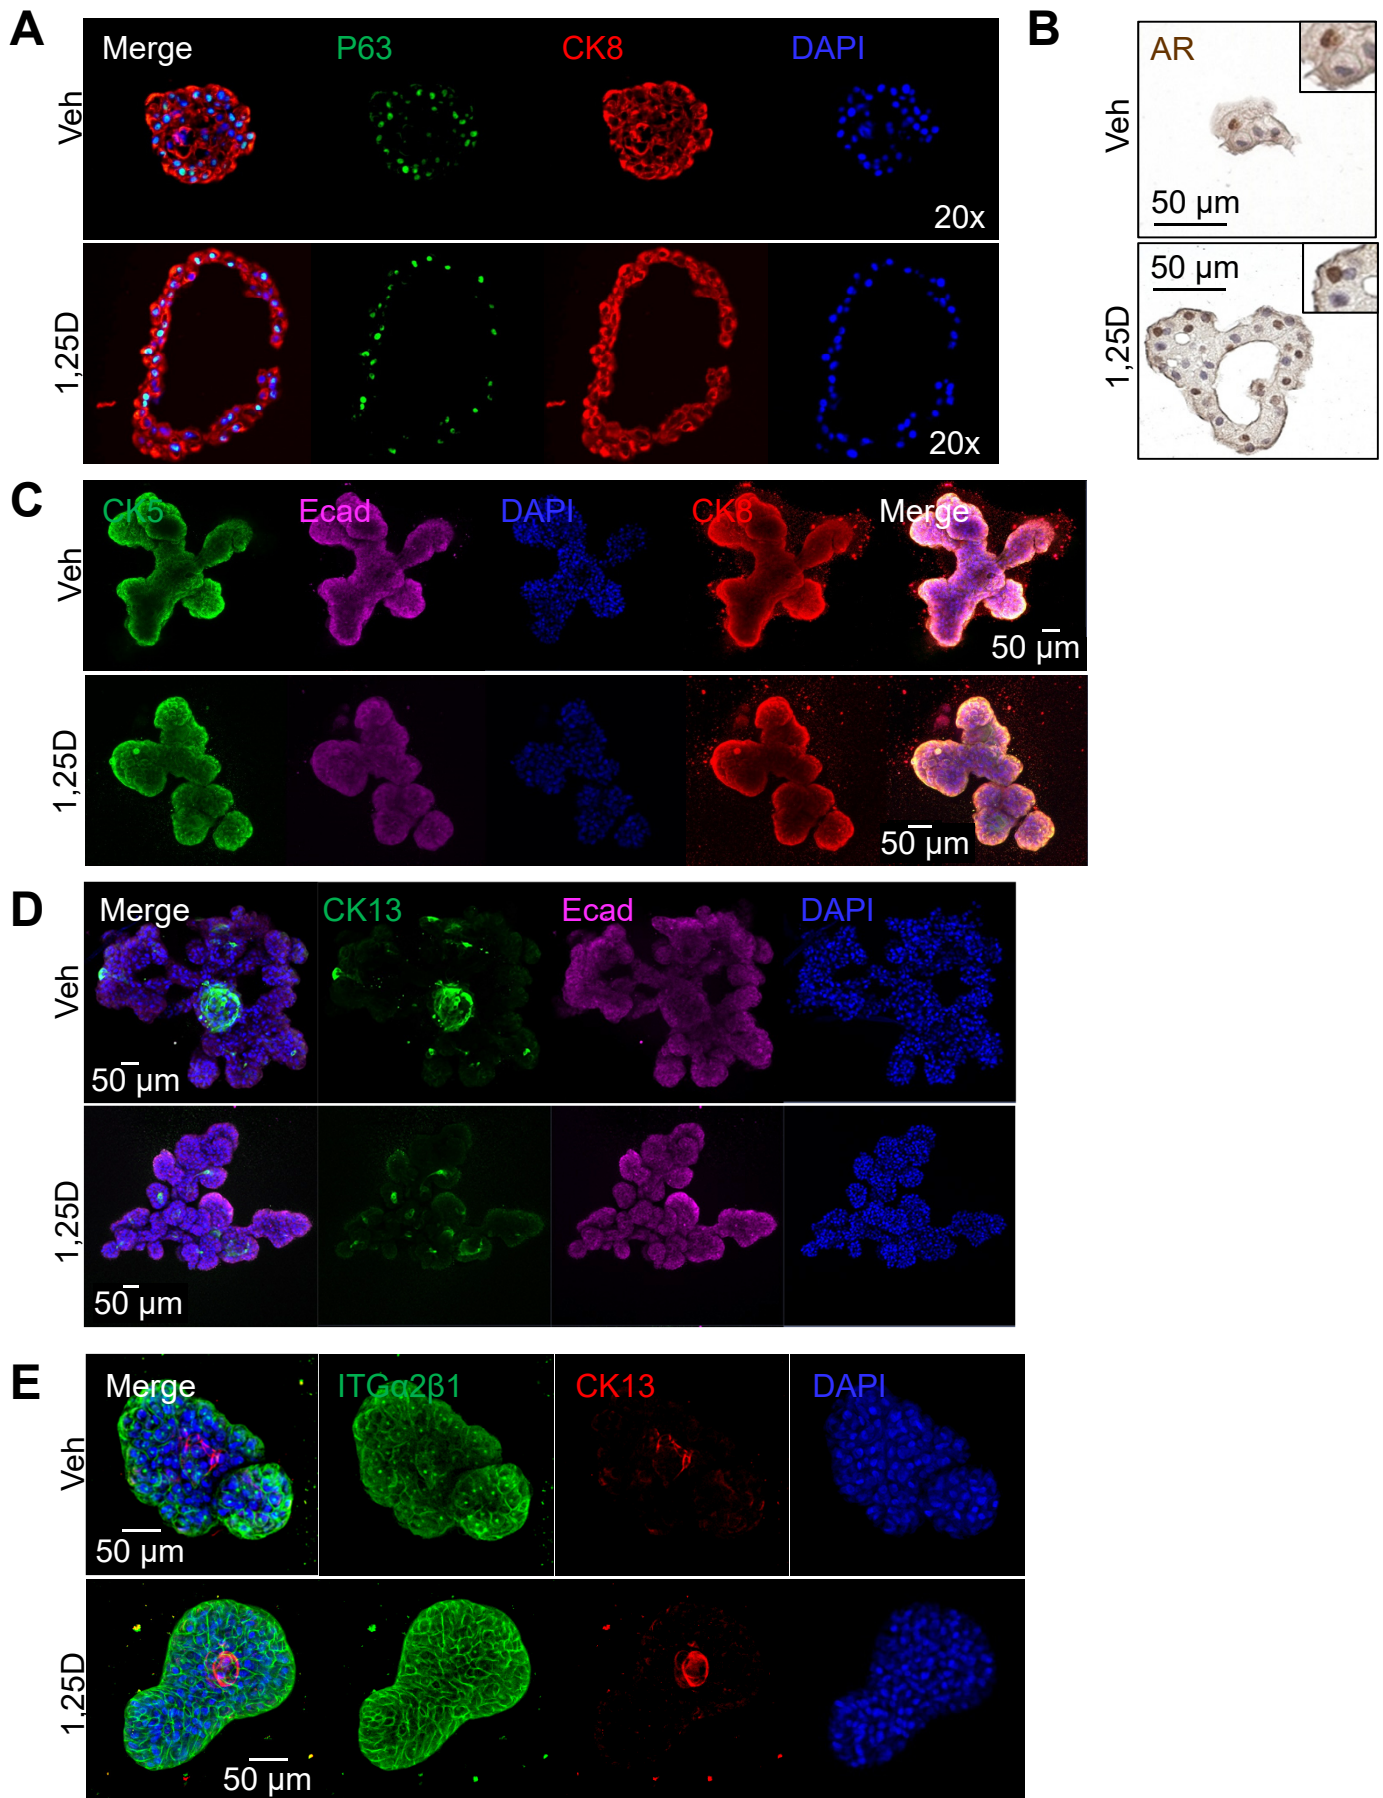 A
Merge P63 CK8 DAPI
Veh
20x
1,25D
20x
B
AR
Veh
50 µm
50 µm
1,25D
C
CK5 Ecad DAPI CK8 Merge
Veh
50 µm
1,25D
50 µm
D
Merge CK13 Ecad DAPI
Veh
50 µm
1,25D
50 µm
E
Merge ITGα2β1 CK13 DAPI
Veh
50 µm
1,25D
50 µm